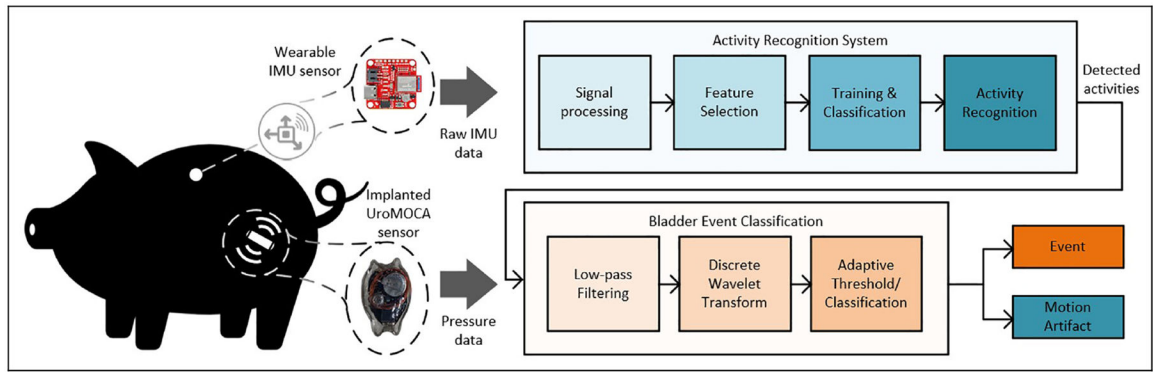 Wearable
IMU sensor
Raw IMU
data
Implanted
UroMOCA
sensor
Pressure
data
Activity Recognition System
Signal
processing
Feature
Selection
Training &
Classification
Activity
Recognition
Detected
activities
Bladder Event Classification
Low-pass
Filtering
Discrete
Wavelet
Transform
Adaptive
Threshold/
Classification
Event
Motion
Artifact